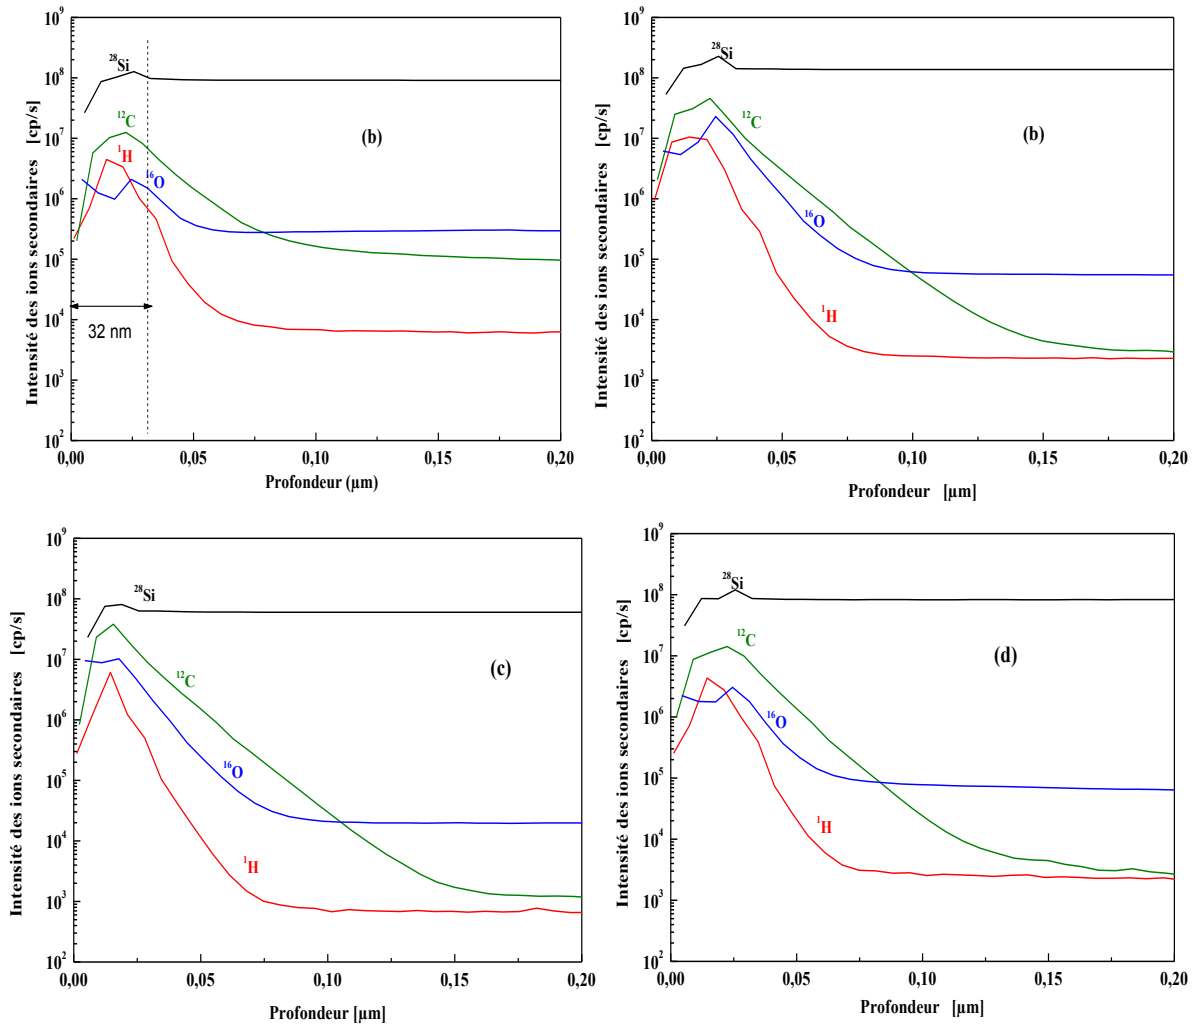 Intensité des ions secondaires [cp/s]
10⁹
10⁸
10⁷
10⁶
10⁵
10⁴
10³
10²
²⁸Si
¹²C
¹H
¹⁶O
(b)
32 nm
0,00 0,05 0,10 0,15 0,20
Profondeur (µm)
Intensité des ions secondaires [cp/s]
10⁹
10⁸
10⁷
10⁶
10⁵
10⁴
10³
10²
²⁸Si
¹²C
(b)
¹⁶O
¹H
0,00 0,05 0,10 0,15 0,20
Profondeur [µm]
Intensité des ions secondaires [cp/s]
10⁹
10⁸
10⁷
10⁶
10⁵
10⁴
10³
10²
²⁸Si
(c)
¹²C
¹⁶O
¹H
0,00 0,05 0,10 0,15 0,20
Profondeur [µm]
Intensité des ions secondaires [cp/s]
10⁹
10⁸
10⁷
10⁶
10⁵
10⁴
10³
10²
²⁸Si
¹²C
(d)
¹⁶O
¹H
0,00 0,05 0,10 0,15 0,20
Profondeur [µm]